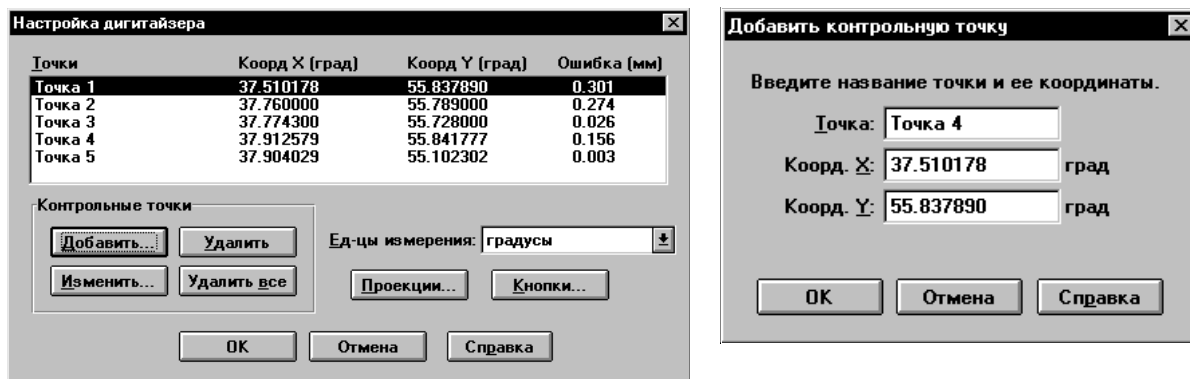 Настройка дигитайзера
Точки Коорд X (град) Коорд Y (град) Ошибка (мм)
Точка 1 37.510178 55.837890 0.301
Точка 2 37.760000 55.789000 0.274
Точка 3 37.774300 55.728000 0.026
Точка 4 37.912579 55.841777 0.156
Точка 5 37.904029 55.102302 0.003
Контрольные точки
Добавить... Удалить
Изменить... Удалить все
Ед-цы измерения: градусы
Проекции... Кнопки...
OK Отмена Справка
Добавить контрольную точку
Введите название точки и ее координаты.
Точка: Точка 4
Коорд. X: 37.510178 град
Коорд. Y: 55.837890 град
OK Отмена Справка